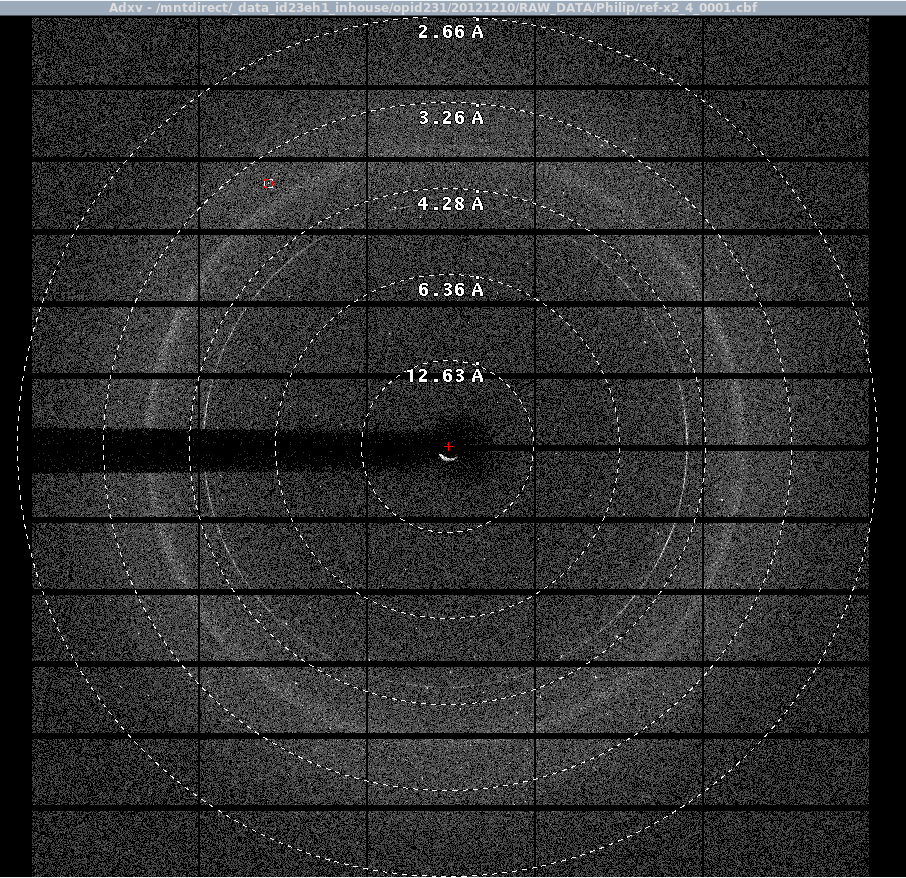 Adxv - /mntdirect/_data_id23eh1_inhouse/opid231/20121210/RAW_DATA/Philip/ref-x2_4_0001.cbf
2.66 A
3.26 A
4.28 A
6.36 A
12.63 A